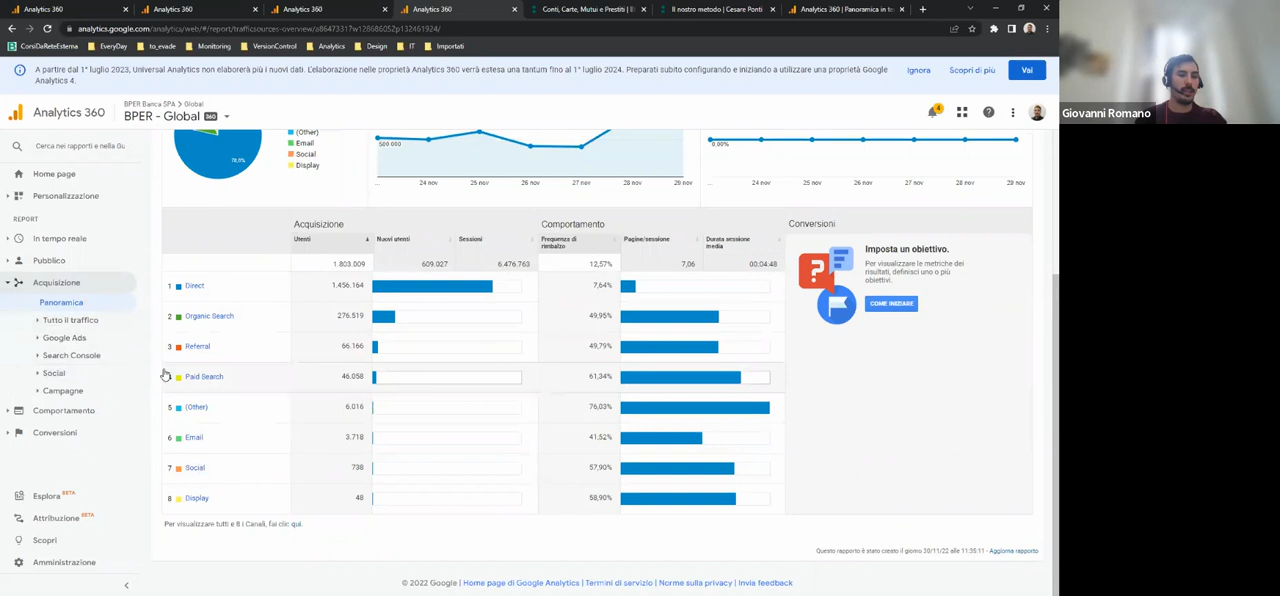 Analytics 360
Analytics 360
Analytics 360
Analytics 360
Conti, Carte, Mutui e Prestiti |
Il nostro metodo | Cesare Ponti
Analytics 360 | Panoramica in te
analytics.google.com/analytics/web/#/report/trafficsources-overview/a86473317w128686052p132461924/
CorsiDaReteEsterna EveryDay to_evade Monitoring VersionControl Analytics Design IT Importati
A partire dal 1° luglio 2023, Universal Analytics non elaborerà più i nuovi dati. L'elaborazione nelle proprietà Analytics 360 verrà estesa una tantum fino al 1° luglio 2024. Preparati subito configurando e iniziando a utilizzare una proprietà Google
Analytics 4.
Ignora Scopri di più Vai
Analytics 360
BPER Banca SPA > Global
BPER - Global 360
4
Giovanni Romano
Cerca nei rapporti e nella Gu
Home page
Personalizzazione
REPORT
In tempo reale
Pubblico
Acquisizione
Panoramica
Tutto il traffico
Google Ads
Search Console
Social
Campagne
Comportamento
Conversioni
Esplora BETA
Attribuzione BETA
Scopri
Amministrazione
78,5%
(Other)
Email
Social
Display
500.000
... 24 nov 25 nov 26 nov 27 nov 28 nov 29 nov
0,00%
... 24 nov 25 nov 26 nov 27 nov 28 nov 29 nov
Acquisizione Comportamento Conversioni
Utenti Nuovi utenti Sessioni Frequenza di rimbalzo Pagine/sessione Durata sessione media
1.803.009 609.027 6.476.763 12,57% 7,06 00:04:48
1 Direct 1.456.164 7,64%
2 Organic Search 276.519 49,95%
3 Referral 66.166 49,79%
Paid Search 46.058 61,34%
5 (Other) 6.016 76,03%
6 Email 3.718 41,52%
7 Social 738 57,90%
8 Display 48 58,90%
Imposta un obiettivo.
Per visualizzare le metriche dei
risultati, definisci uno o più
obiettivi.
COME INIZIARE
Per visualizzare tutti e 8 i Canali, fai clic qui.
Questo rapporto è stato creato il giorno 30/11/22 alle 11:35:11 - Aggiorna rapporto
© 2022 Google | Home page di Google Analytics | Termini di servizio | Norme sulla privacy | Invia feedback